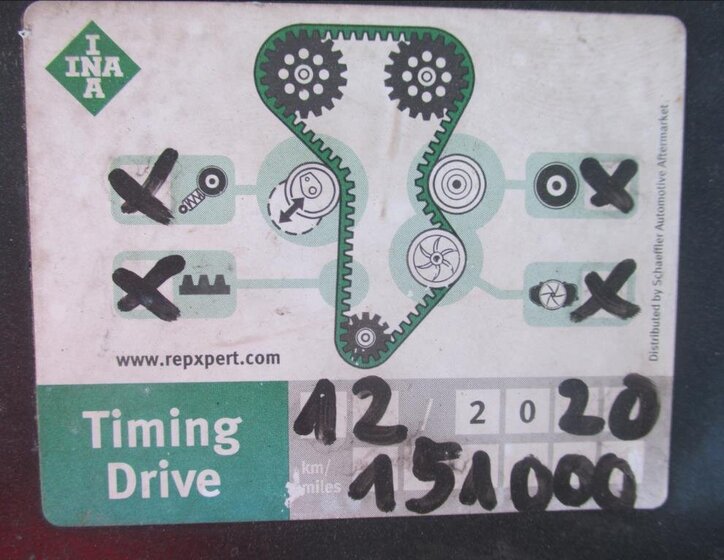 I
INA
A
X
X
X
X
www.repxpert.com
Distributed by Schaeffler Automotive Aftermarket
Timing
Drive
12 / 2020
km/
miles
151000